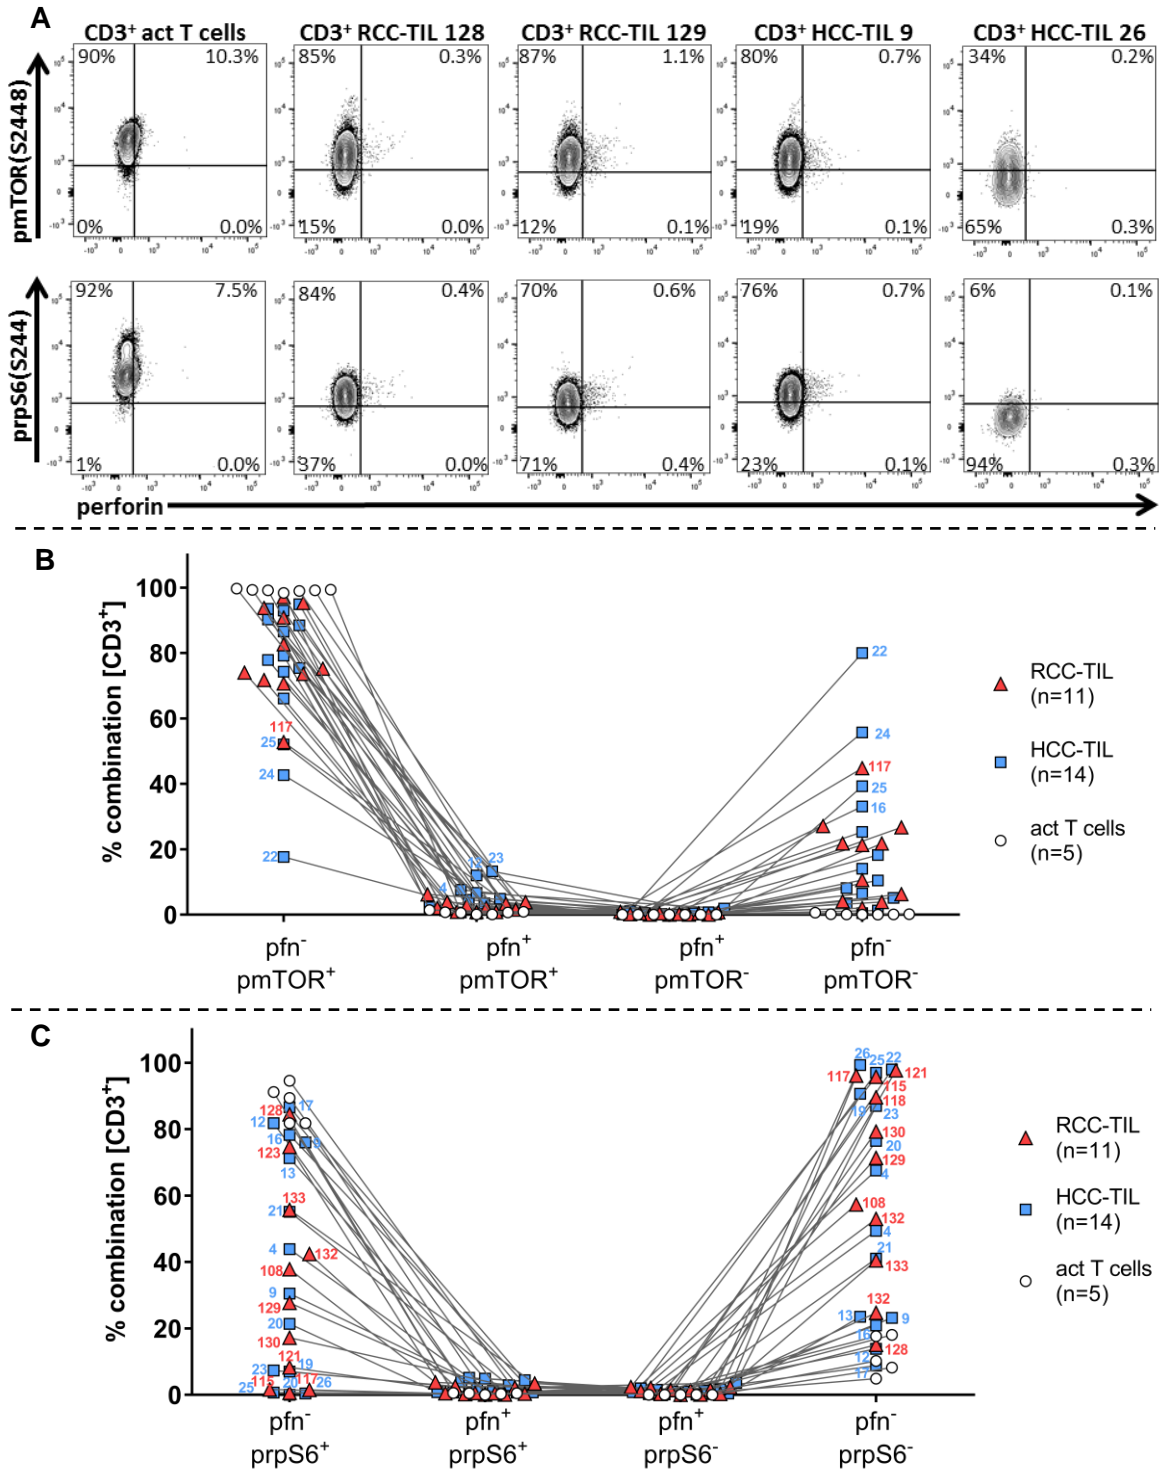 A
CD3+ act T cells
CD3+ RCC-TIL 128
CD3+ RCC-TIL 129
CD3+ HCC-TIL 9
CD3+ HCC-TIL 26
pmTOR(S2448)
90% 10.3%
0% 0.0%
85% 0.3%
15% 0.0%
87% 1.1%
12% 0.1%
80% 0.7%
19% 0.1%
34% 0.2%
65% 0.3%
prpS6(S244)
92% 7.5%
1% 0.0%
84% 0.4%
37% 0.0%
70% 0.6%
71% 0.4%
76% 0.7%
23% 0.1%
6% 0.1%
94% 0.3%
perforin
B
% combination [CD3+]
100
80
60
40
20
0
117
25
24
22
4
23
22
24
117
25
16
pfn- pmTOR+
pfn+ pmTOR+
pfn+ pmTOR-
pfn- pmTOR-
RCC-TIL
(n=11)
HCC-TIL
(n=14)
act T cells
(n=5)
C
% combination [CD3+]
100
80
60
40
20
0
17
128
12
16
123
13
133
21
4
132
108
9
129
20
130
121
23
19
115
117
20
25
26
26
25
22
117
121
115
118
19
23
130
20
129
4
108
132
4
21
133
132
13
9
16
128
12
17
pfn- prpS6+
pfn+ prpS6+
pfn+ prpS6-
pfn- prpS6-
RCC-TIL
(n=11)
HCC-TIL
(n=14)
act T cells
(n=5)